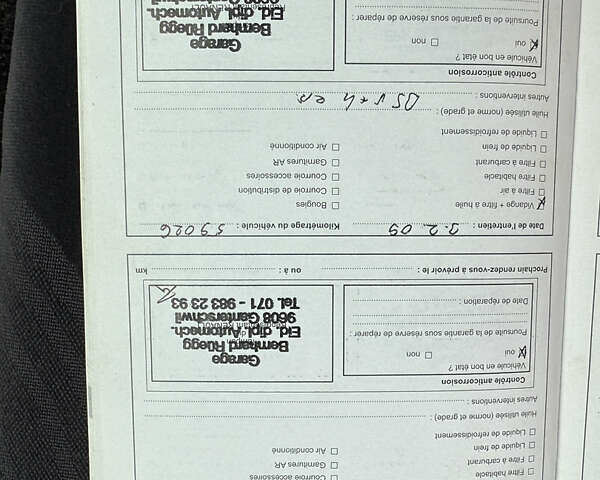 Filtre habitacle
Courroie accessoires
Filtre à carburant
Garnitures AR
Liquide de frein
Air conditionné
Liquide de refroidissement
Huile utilisée (norme et grade) :
Autres interventions :
Contrôle anticorrosion
Véhicule en bon état ?
oui non
Poursuite de la garantie sous réserve de réparer :
Date de réparation :
Garage
Bernhard Rüegg
Eid. dipl. Automech.
9608 Ganterschwil
Tel. 071 - 983 23 93
Prochain rendez-vous à prévoir le : ou à : km
Date de l'entretien : 3.2.09 Kilométrage du véhicule : 59026
Vidange + filtre à huile
Bougies
Filtre à air
Courroie de distribution
Filtre habitacle
Courroie accessoires
Filtre à carburant
Garnitures AR
Liquide de frein
Air conditionné
Liquide de refroidissement
Huile utilisée (norme et grade) :
Autres interventions : v + h ers.
Contrôle anticorrosion
Véhicule en bon état ?
oui non
Poursuite de la garantie sous réserve de réparer :
Garage
Bernhard Rüegg
Eid. dipl. Automech.